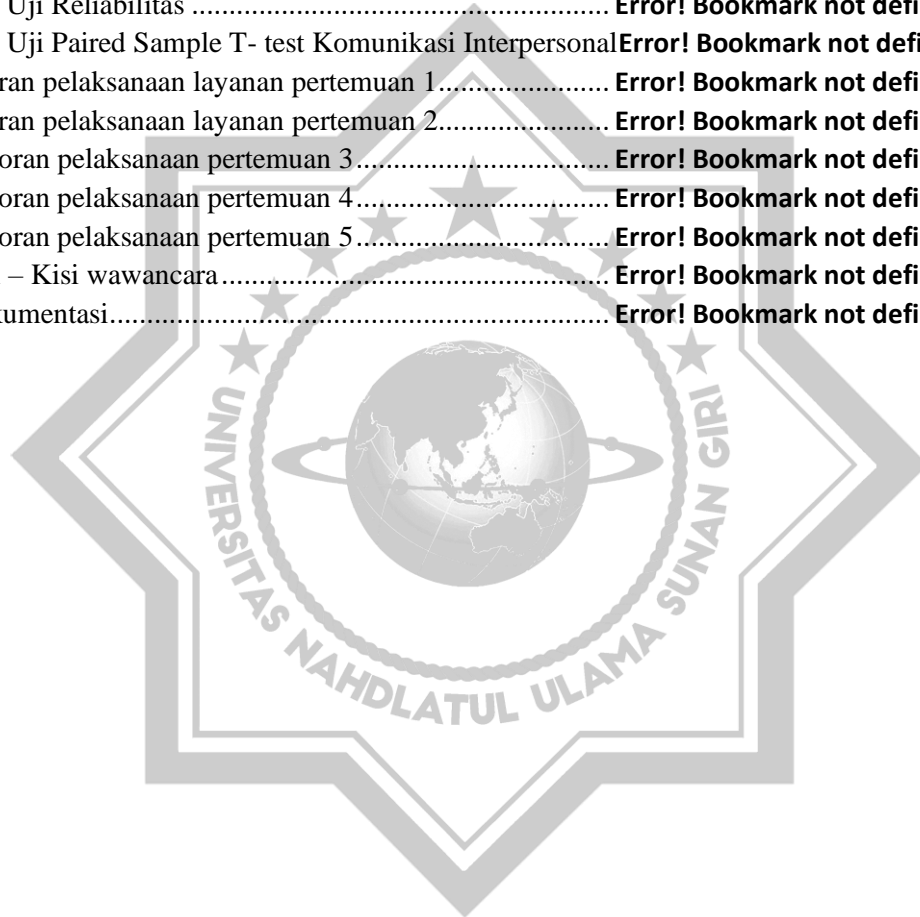 Uji Reliabilitas .......................................................... Error! Bookmark not defi
Uji Paired Sample T- test Komunikasi InterpersonalError! Bookmark not defi
ran pelaksanaan layanan pertemuan 1....................... Error! Bookmark not defi
ran pelaksanaan layanan pertemuan 2....................... Error! Bookmark not defi
oran pelaksanaan pertemuan 3.................................. Error! Bookmark not defi
oran pelaksanaan pertemuan 4.................................. Error! Bookmark not defi
oran pelaksanaan pertemuan 5.................................. Error! Bookmark not defi
– Kisi wawancara..................................................... Error! Bookmark not defi
umentasi.................................................................... Error! Bookmark not defi
UNIVERSITAS NAHDLATUL ULAMA SUNAN GIRI